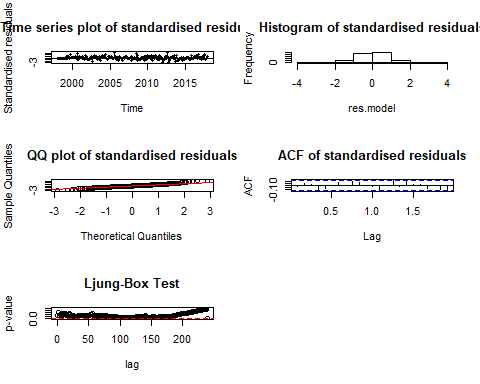 Time series plot of standardised resid
Standardised residuals
-3
2000 2005 2010 2015
Time
Histogram of standardised residuals
Frequency
0
-4 -2 0 2 4
res.model
QQ plot of standardised residuals
Sample Quantiles
-3
-3 -2 -1 0 1 2 3
Theoretical Quantiles
ACF of standardised residuals
ACF
-0.10
0.5 1.0 1.5
Lag
Ljung-Box Test
p-value
0.0
0 50 100 150 200
lag